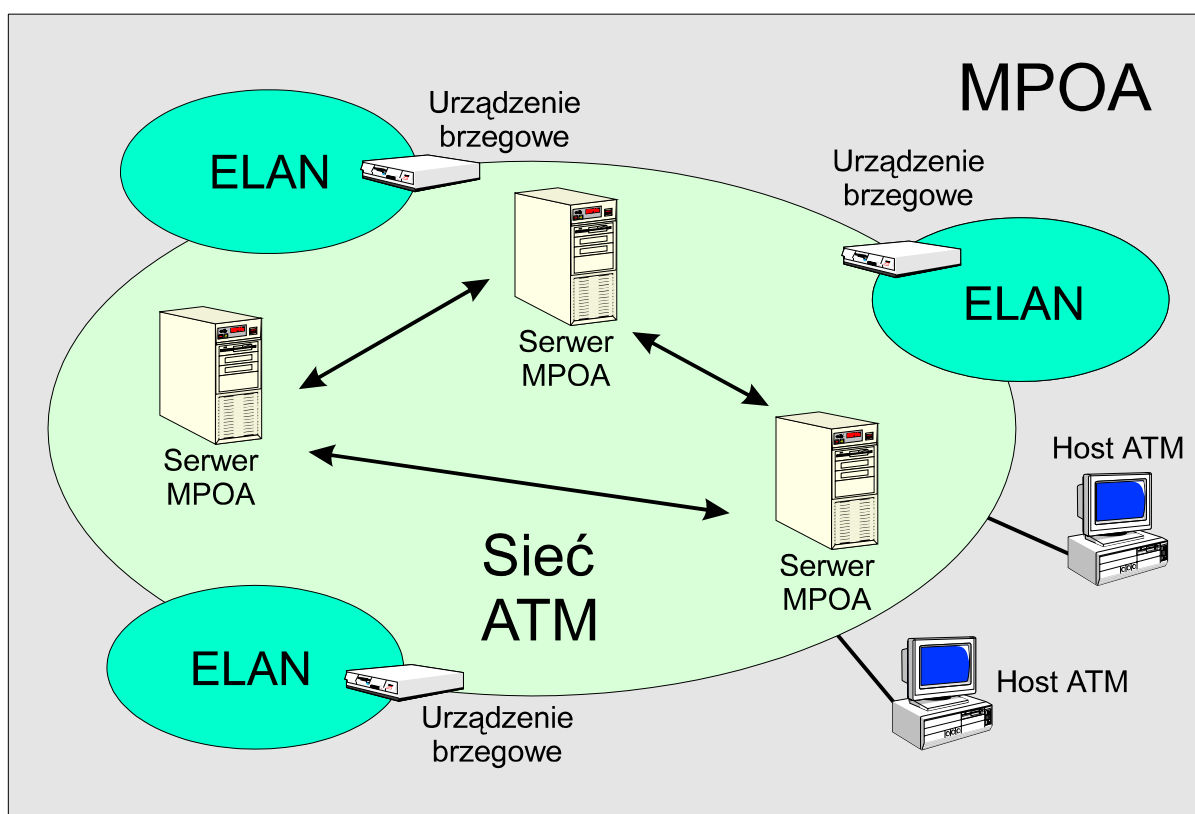 MPOA
Urządzenie
brzegowe
ELAN
Urządzenie
brzegowe
ELAN
Serwer
MPOA
Serwer
MPOA
Host ATM
Serwer
MPOA
Sieć
ATM
ELAN
Host ATM
Urządzenie
brzegowe